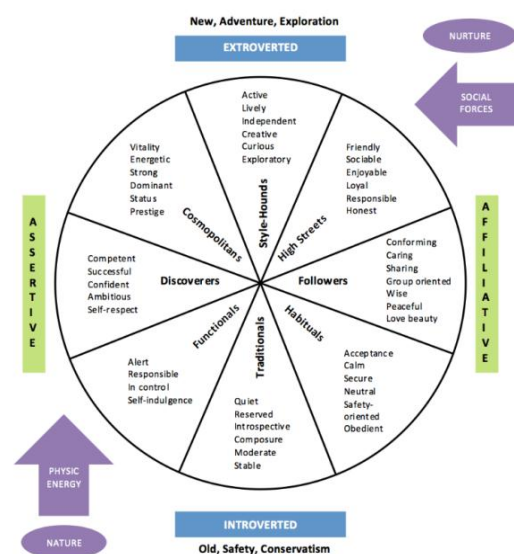 New, Adventure, Exploration
EXTROVERTED
NURTURE
SOCIAL
FORCES
Active
Lively
Independent
Creative
Curious
Exploratory
Style-Hounds
Vitality
Energetic
Strong
Dominant
Status
Prestige
Cosmopolitans
Friendly
Sociable
Enjoyable
Loyal
Responsible
Honest
High Streets
ASSERTIVE
Competent
Successful
Confident
Ambitious
Self-respect
Discoverers
Followers
Conforming
Caring
Sharing
Group oriented
Wise
Peaceful
Love beauty
AFFILIATIVE
Functionals
Alert
Responsible
In control
Self-indulgence
Traditionals
Quiet
Reserved
Introspective
Composure
Moderate
Stable
Habituals
Acceptance
Calm
Secure
Neutral
Safety-
oriented
Obedient
PHYSIC
ENERGY
NATURE
INTROVERTED
Old, Safety, Conservatism